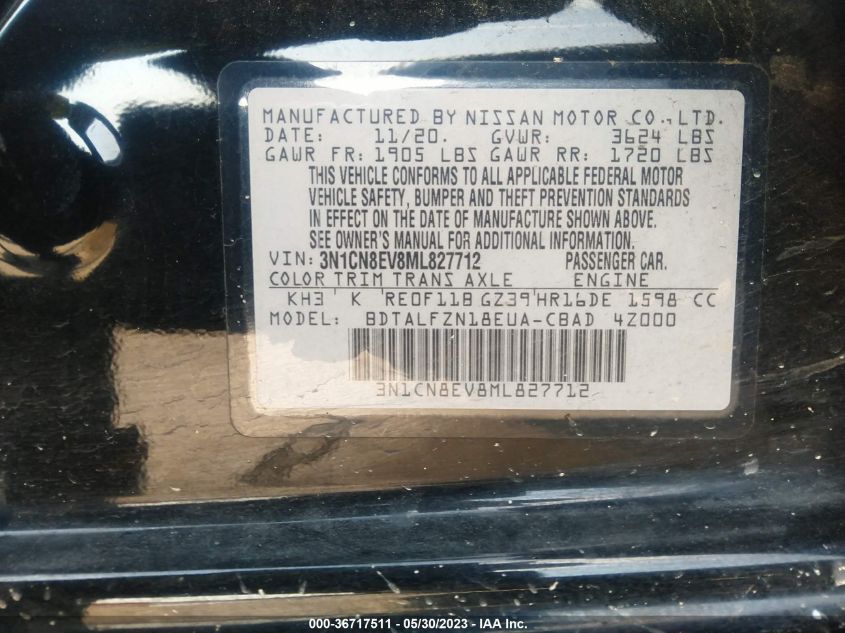 MANUFACTURED BY NISSAN MOTOR CO., LTD.
DATE: 11/20. GVWR: 3624 LBS
GAWR FR: 1905 LBS GAWR RR: 1720 LBS
THIS VEHICLE CONFORMS TO ALL APPLICABLE FEDERAL MOTOR
VEHICLE SAFETY, BUMPER AND THEFT PREVENTION STANDARDS
IN EFFECT ON THE DATE OF MANUFACTURE SHOWN ABOVE.
SEE OWNER'S MANUAL FOR ADDITIONAL INFORMATION.
VIN: 3N1CN8EV8ML827712 PASSENGER CAR.
COLOR TRIM TRANS AXLE ENGINE
KH3 ' K 'RE0F11B GZ39'HR16DE 1598 CC
MODEL: BDTALFZN18EUA-CBAD 4Z000
3N1CN8EV8ML827712
000-36717511 - 05/30/2023 - IAA Inc.